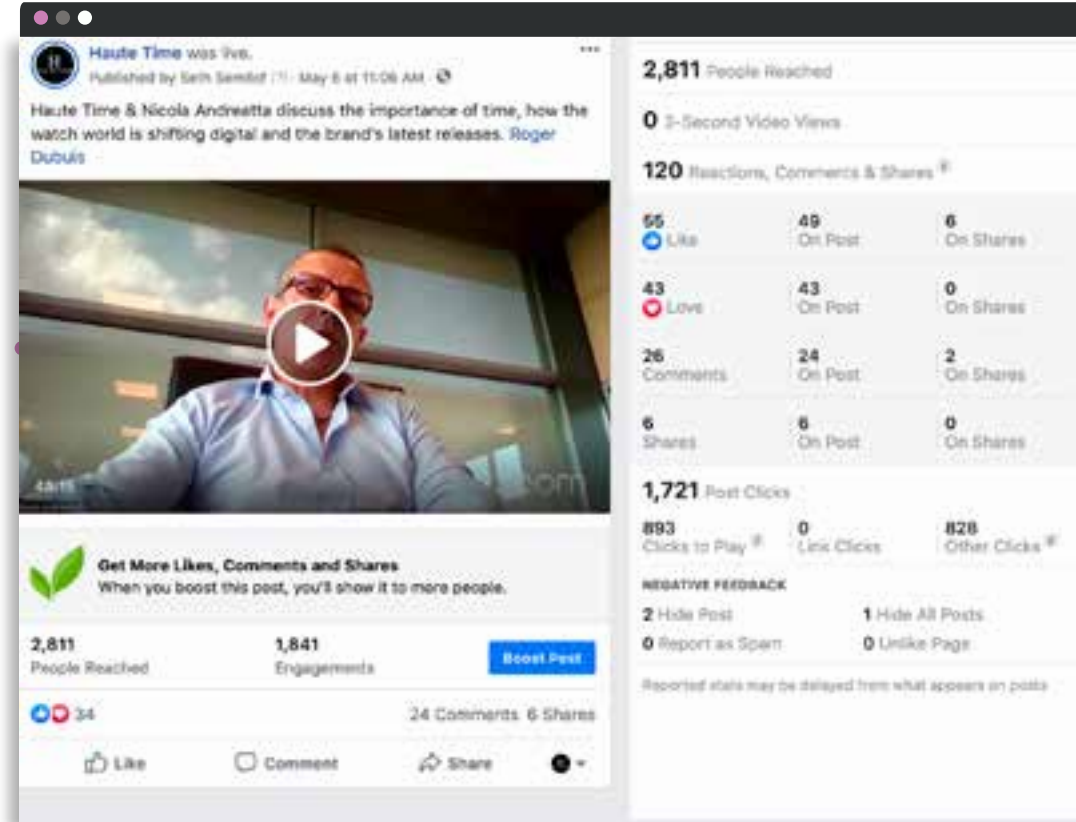 Haute Time was live.
Published by Seth Semilof · May 6 at 11:06 AM ·
Haute Time & Nicola Andreatta discuss the importance of time, how the
watch world is shifting digital and the brand's latest releases. Roger
Dubuis
Get More Likes, Comments and Shares
When you boost this post, you'll show it to more people.
2,811 1,841
People Reached Engagements
Boost Post
34 24 Comments 6 Shares
Like Comment Share
2,811 People Reached
0 3-Second Video Views
120 Reactions, Comments & Shares
55 49 6
Like On Post On Shares
43 43 0
Love On Post On Shares
26 24 2
Comments On Post On Shares
6 6 0
Shares On Post On Shares
1,721 Post Clicks
893 0 828
Clicks to Play Link Clicks Other Clicks
NEGATIVE FEEDBACK
2 Hide Post 1 Hide All Posts
0 Report as Spam 0 Unlike Page
Reported stats may be delayed from what appears on posts